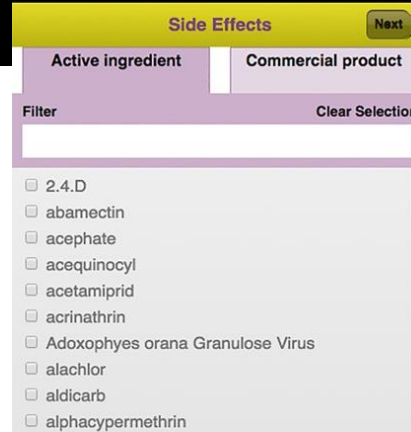 Side Effects Next
Active ingredient Commercial product
Filter Clear Selection
2.4.D
abamectin
acephate
acequinocyl
acetamiprid
acrinathrin
Adoxophyes orana Granulose Virus
alachlor
aldicarb
alphacypermethrin